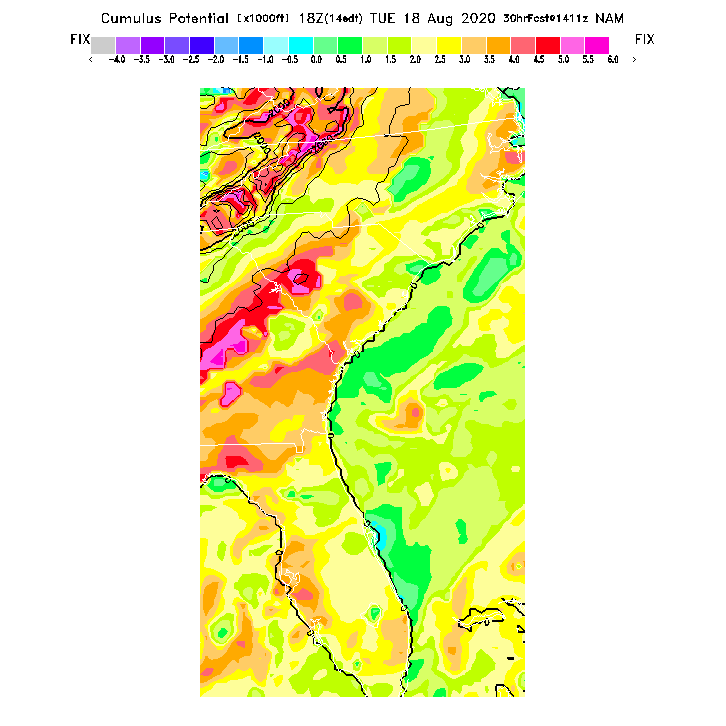 Cumulus Potential [x1000ft] 18Z(14edt) TUE 18 Aug 2020 30hrFcst@1411z NAM
FIX FIX
< -4.0 -3.5 -3.0 -2.5 -2.0 -1.5 -1.0 -0.5 0.0 0.5 1.0 1.5 2.0 2.5 3.0 3.5 4.0 4.5 5.0 5.5 6.0 >
2000
2000